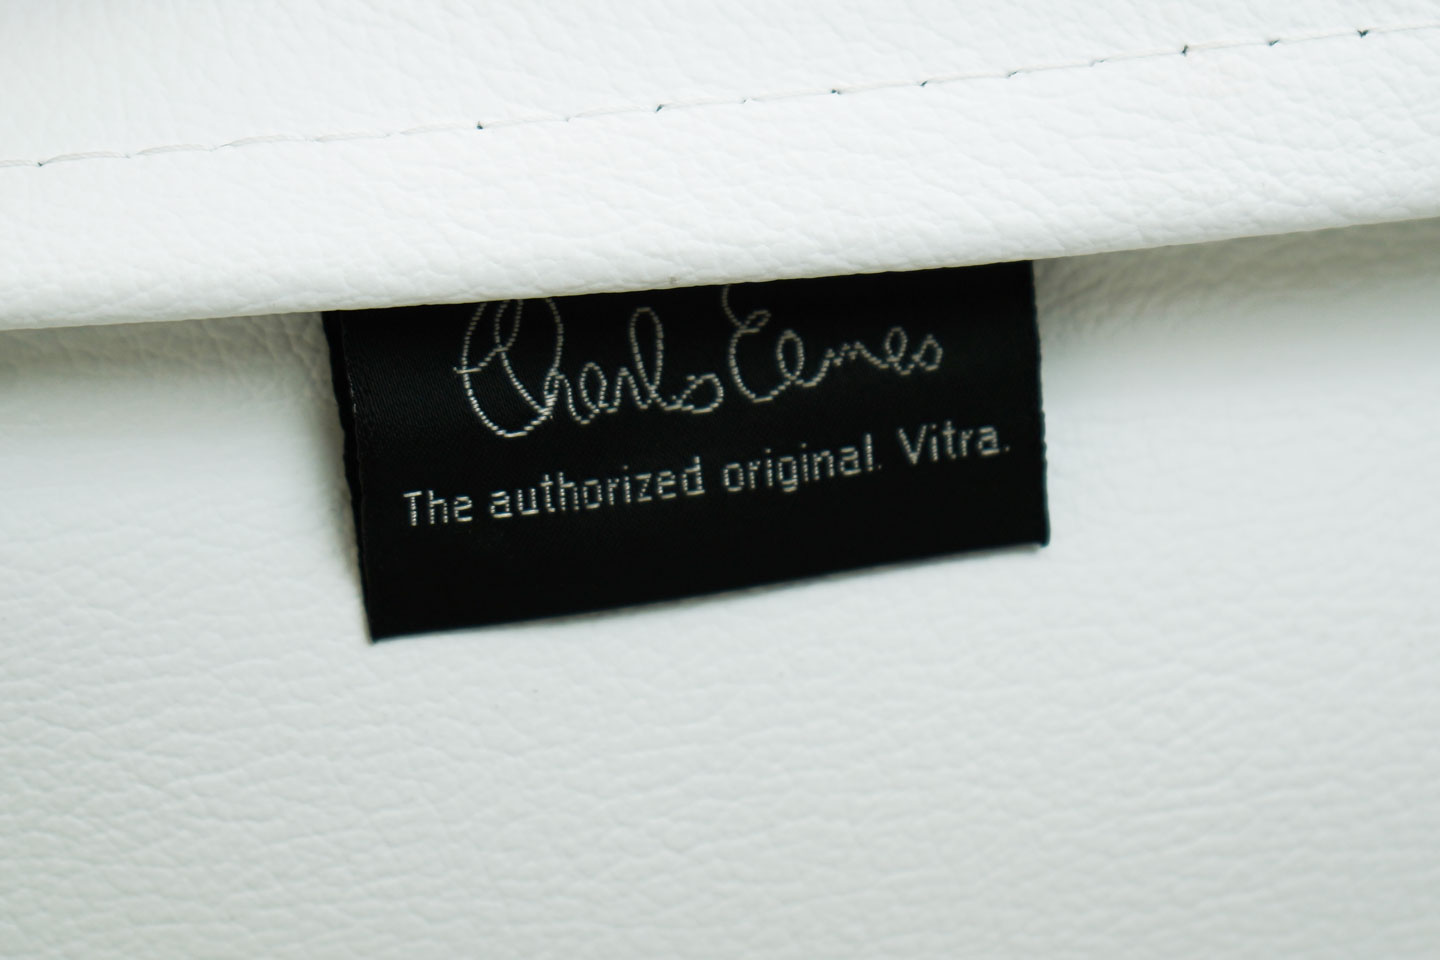 Charles Eames
The authorized original. Vitra.